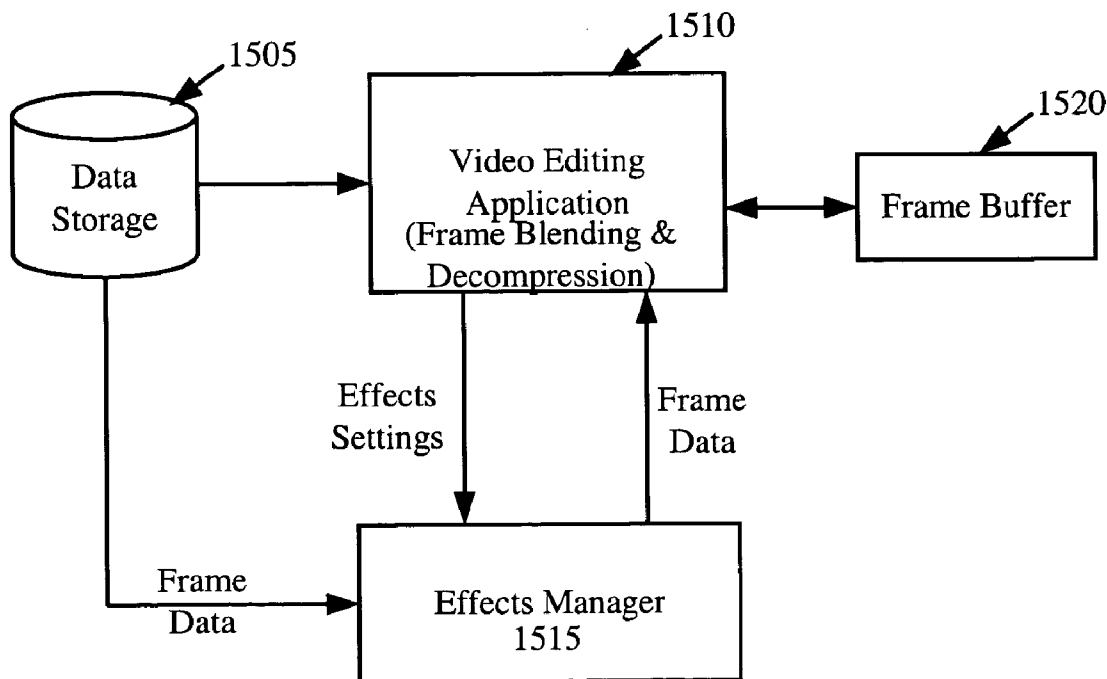 1510
1505
1520
Data
Storage
Video Editing
Application
(Frame Blending &
Decompression)
Frame Buffer
Effects
Settings
Frame
Data
Frame
Data
Effects Manager
1515